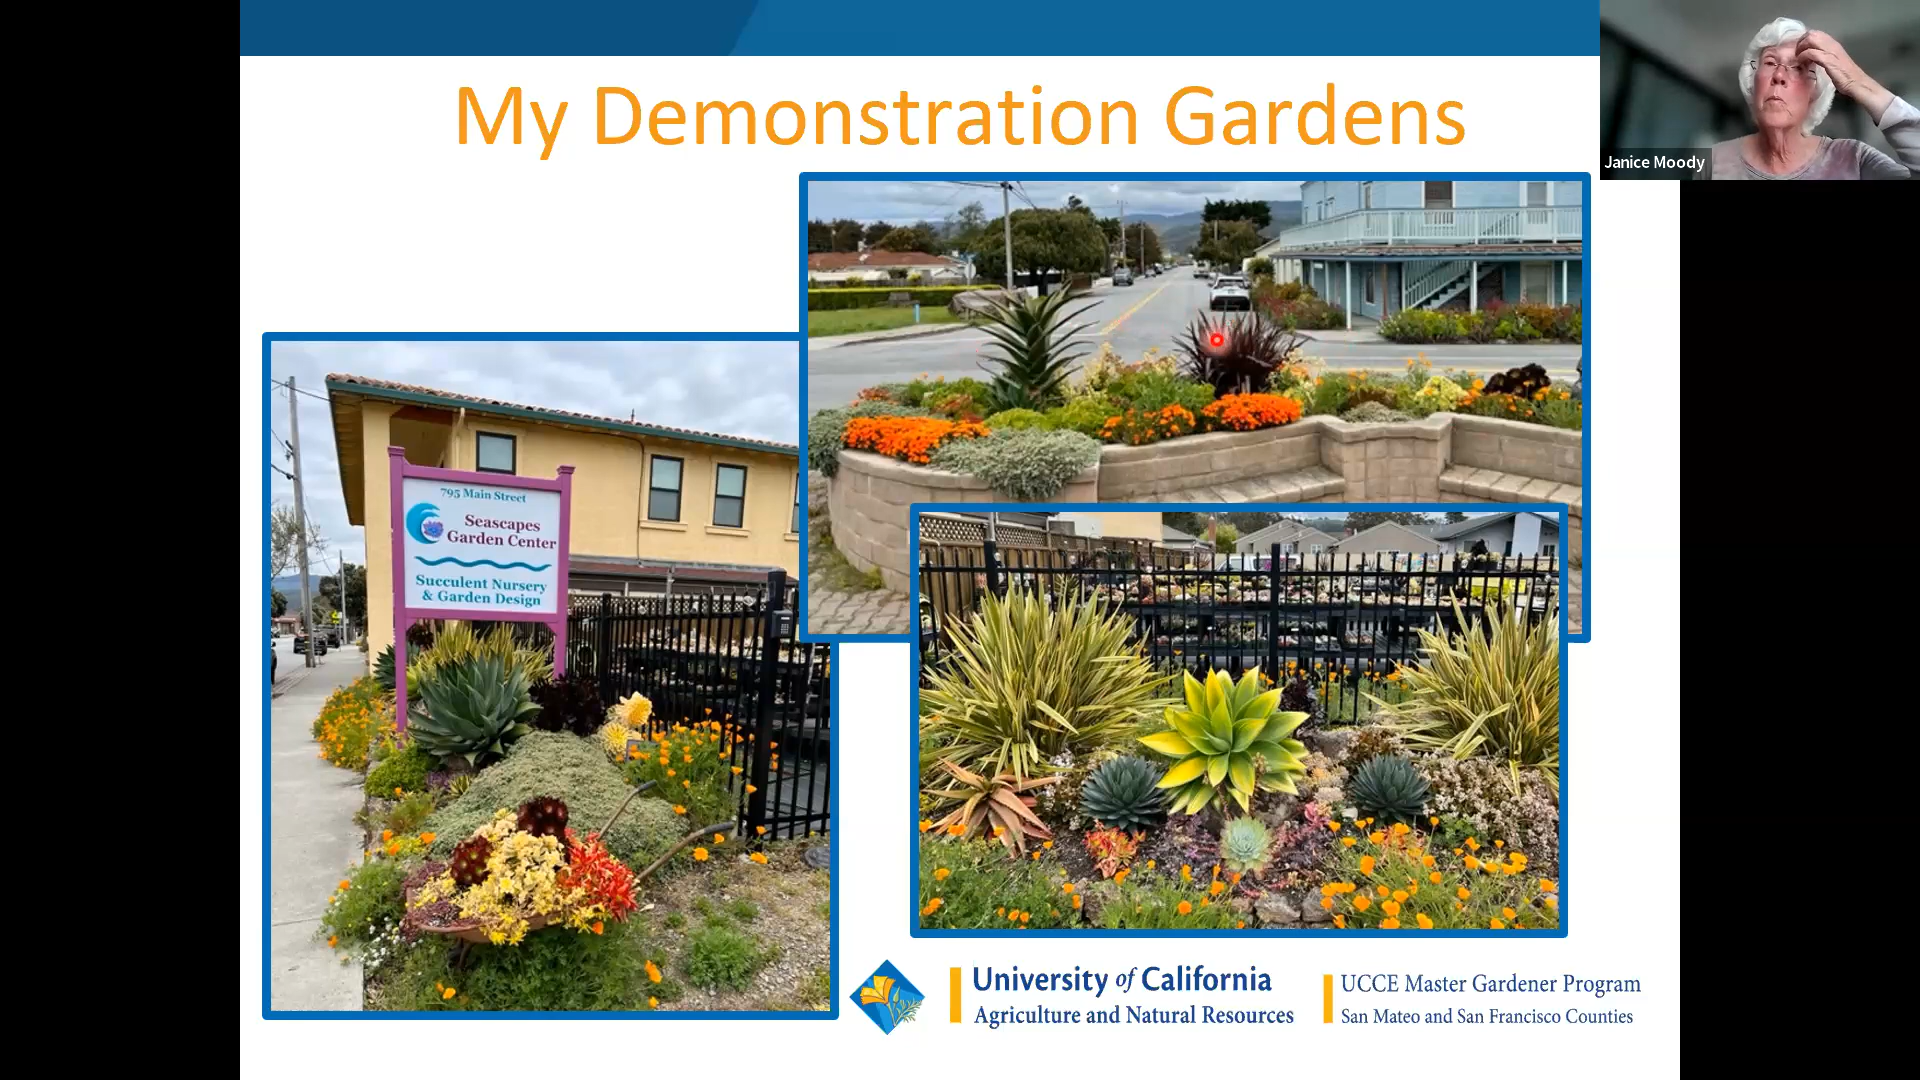 My Demonstration Gardens
Janice Moody
795 Main Street
Seascapes
Garden Center
Succulent Nursery
& Garden Design
University of California
Agriculture and Natural Resources
UCCE Master Gardener Program
San Mateo and San Francisco Counties